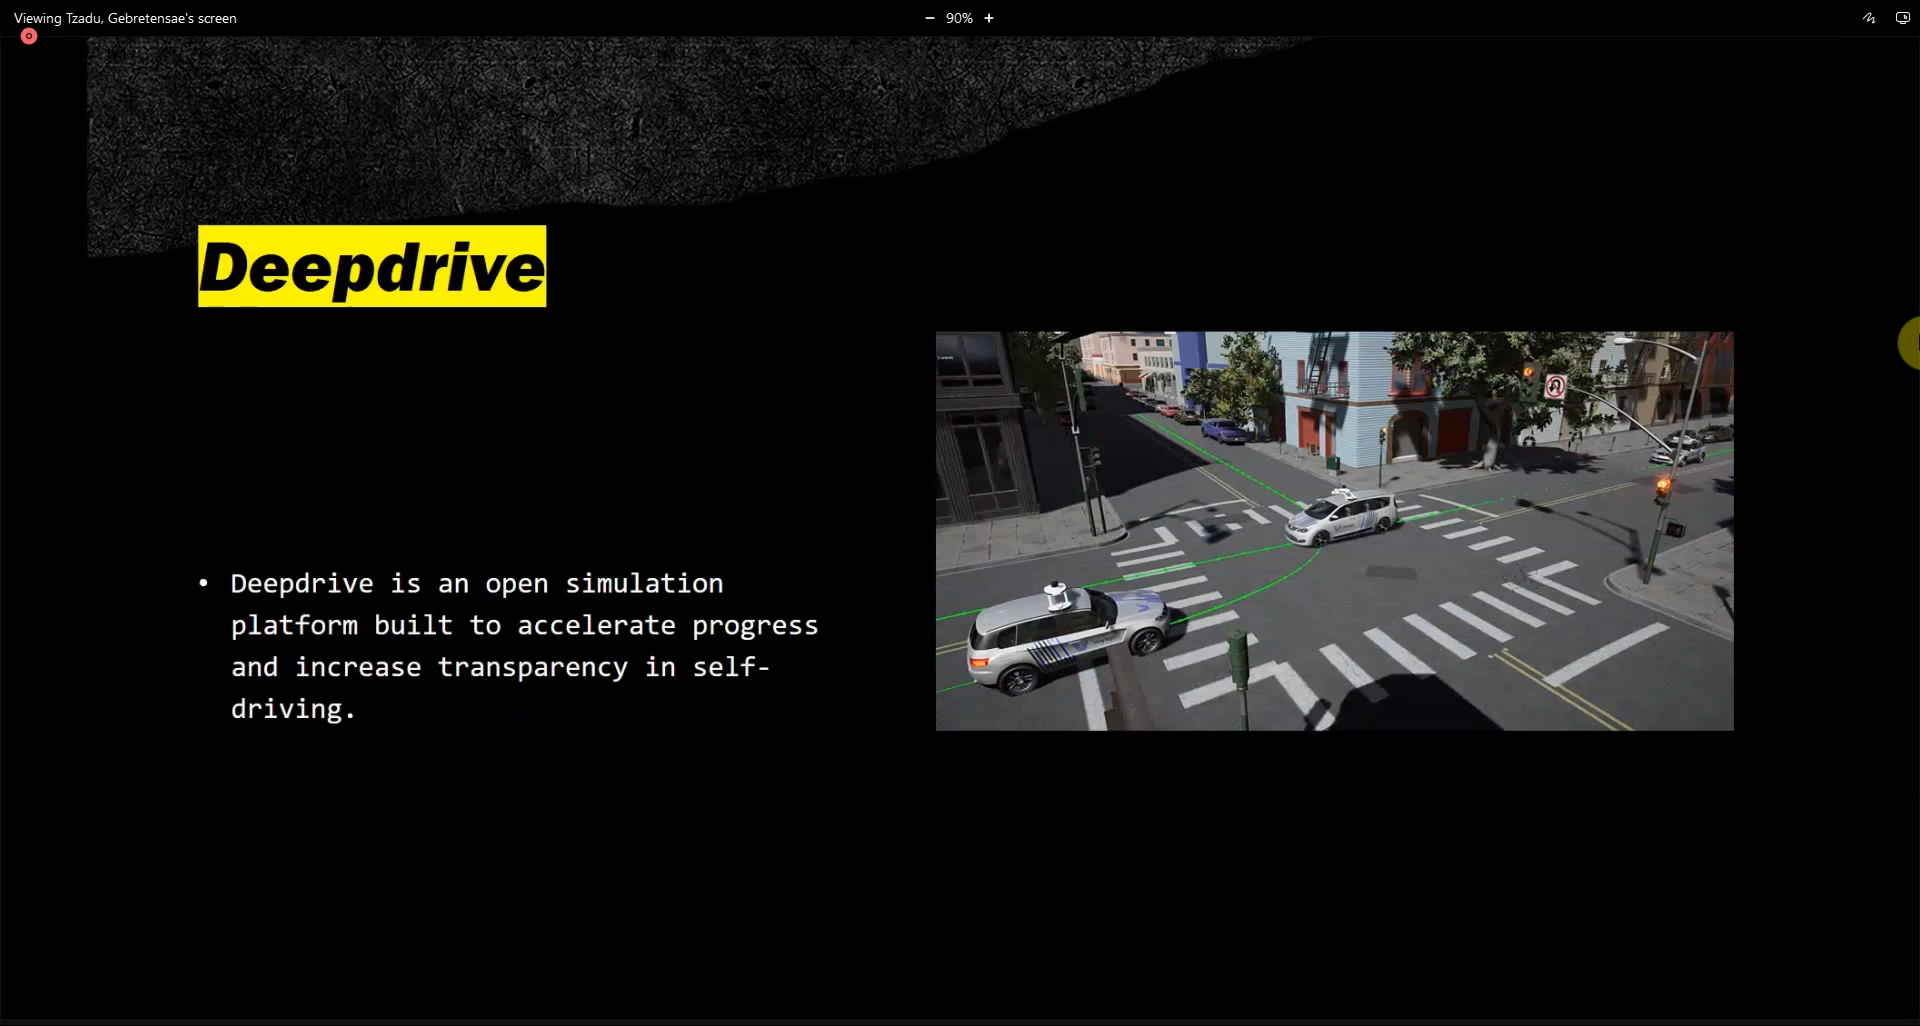 Viewing Tzadu, Gebretensae's screen
− 90% +
Deepdrive
• Deepdrive is an open simulation
platform built to accelerate progress
and increase transparency in self-
driving.